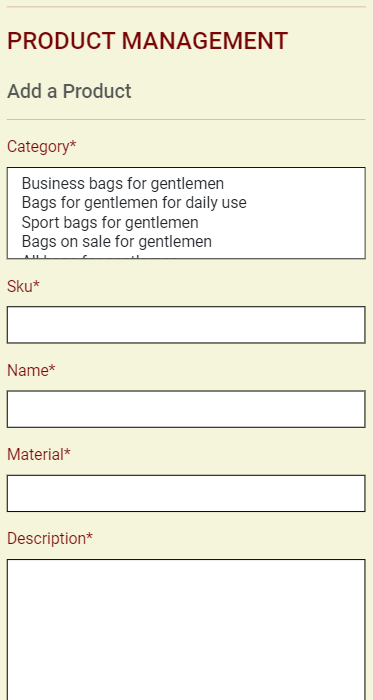 PRODUCT MANAGEMENT
Add a Product
Category*
Business bags for gentlemen
Bags for gentlemen for daily use
Sport bags for gentlemen
Bags on sale for gentlemen
Sku*
Name*
Material*
Description*